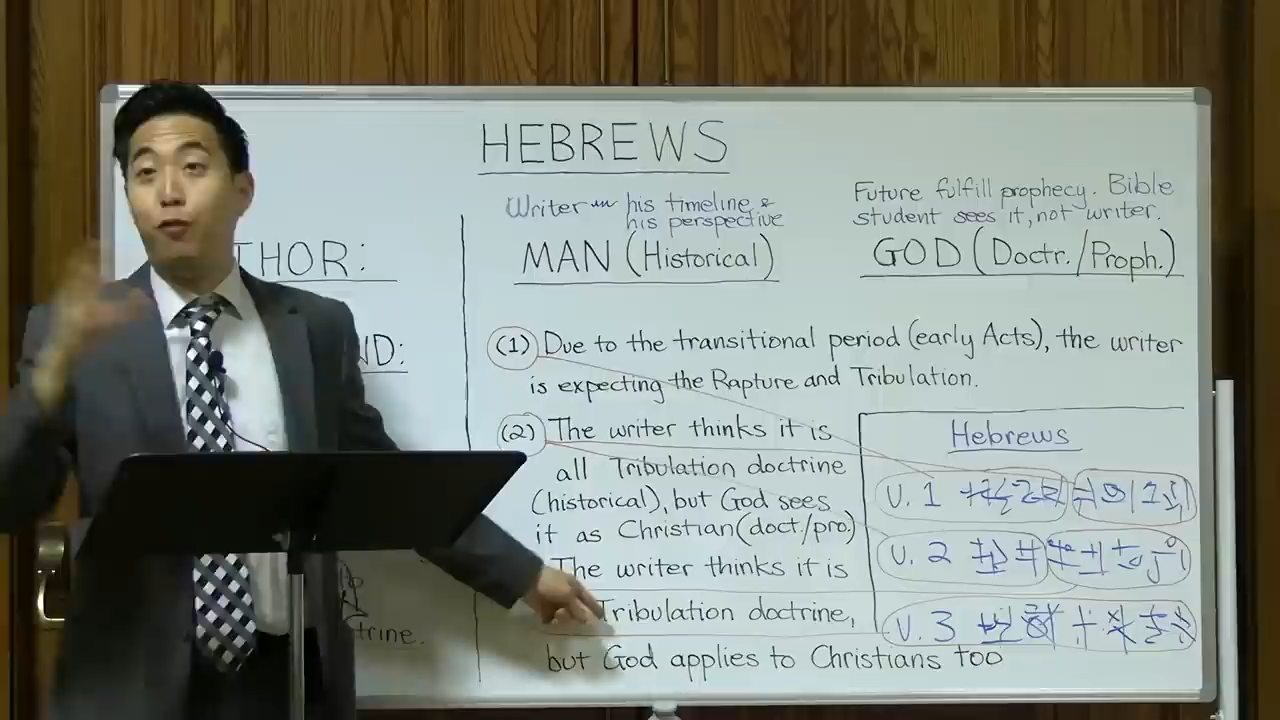 HEBREWS
Writer in his timeline &
his perspective
MAN (Historical)
Future fulfill prophecy. Bible
student sees it, not writer.
GOD (Doctr./Proph.)
THOR:
ND:
trine.
(1) Due to the transitional period (early Acts), the writer
is expecting the Rapture and Tribulation.
(2) The writer thinks it is
all Tribulation doctrine
(historical), but God sees
it as Christian (doct./pro.)
The writer thinks it is
Tribulation doctrine,
but God applies to Christians too
Hebrews
V. 1
V. 2
V. 3